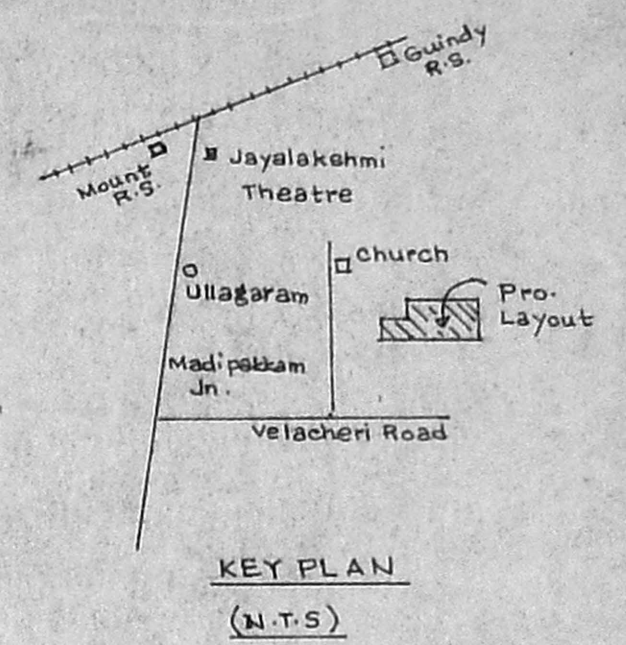 Guindy
R.S.
Mount
R.S.
Jayalakshmi
Theatre
Church
Ullagaram
Pro.
Layout
Madipakkam
Jn.
Velacheri Road
KEY PLAN
(N.T.S)